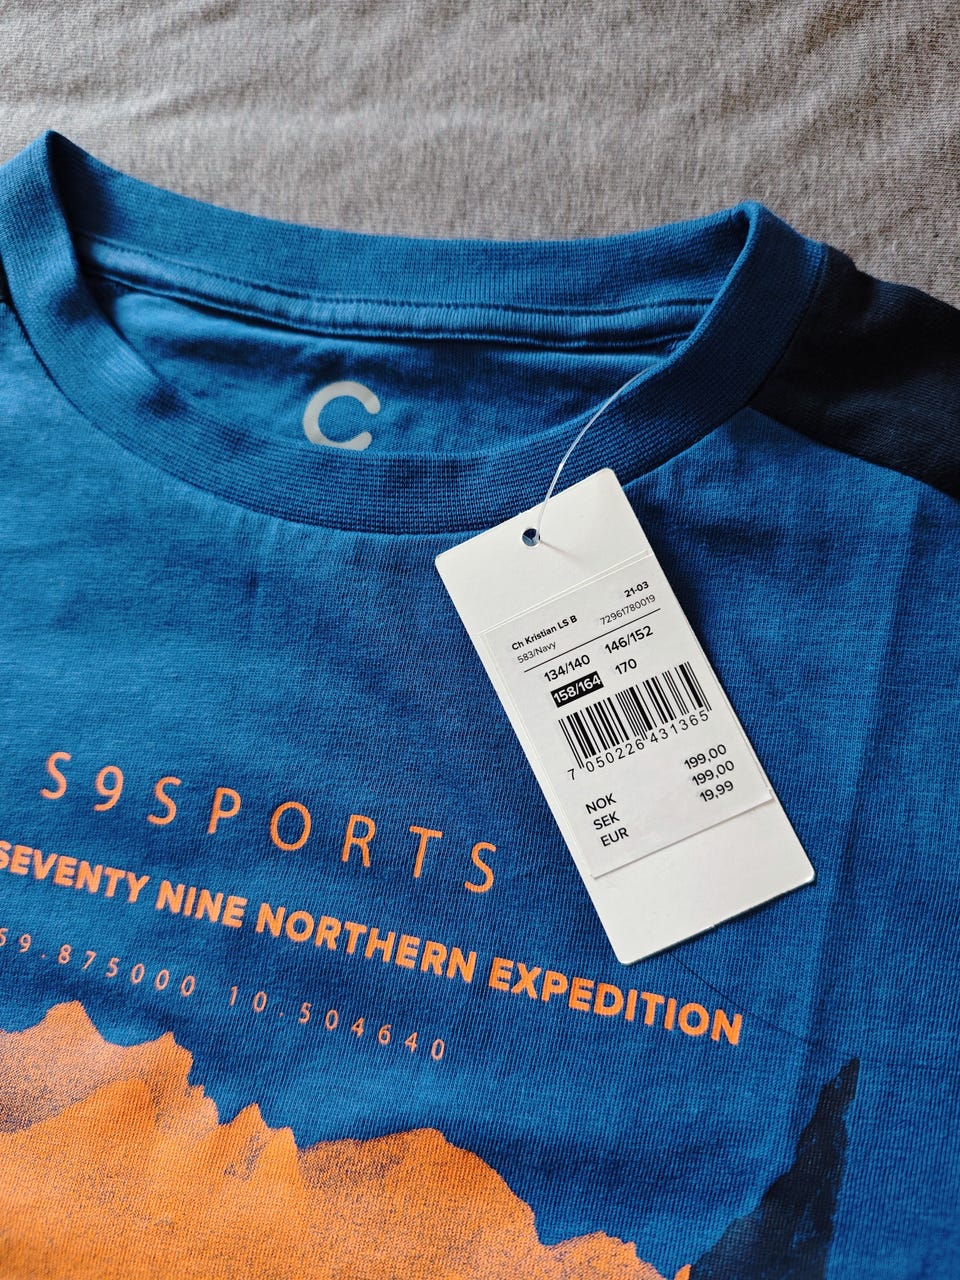 C
21-03
Ch Kristian LS B 72961780019
583/Navy
134/140 146/152
158/164 170
7 050226 431365
NOK 199,00
SEK 199,00
EUR 19,99
S9SPORTS
SEVENTY NINE NORTHERN EXPEDITION
59.875000 10.504640